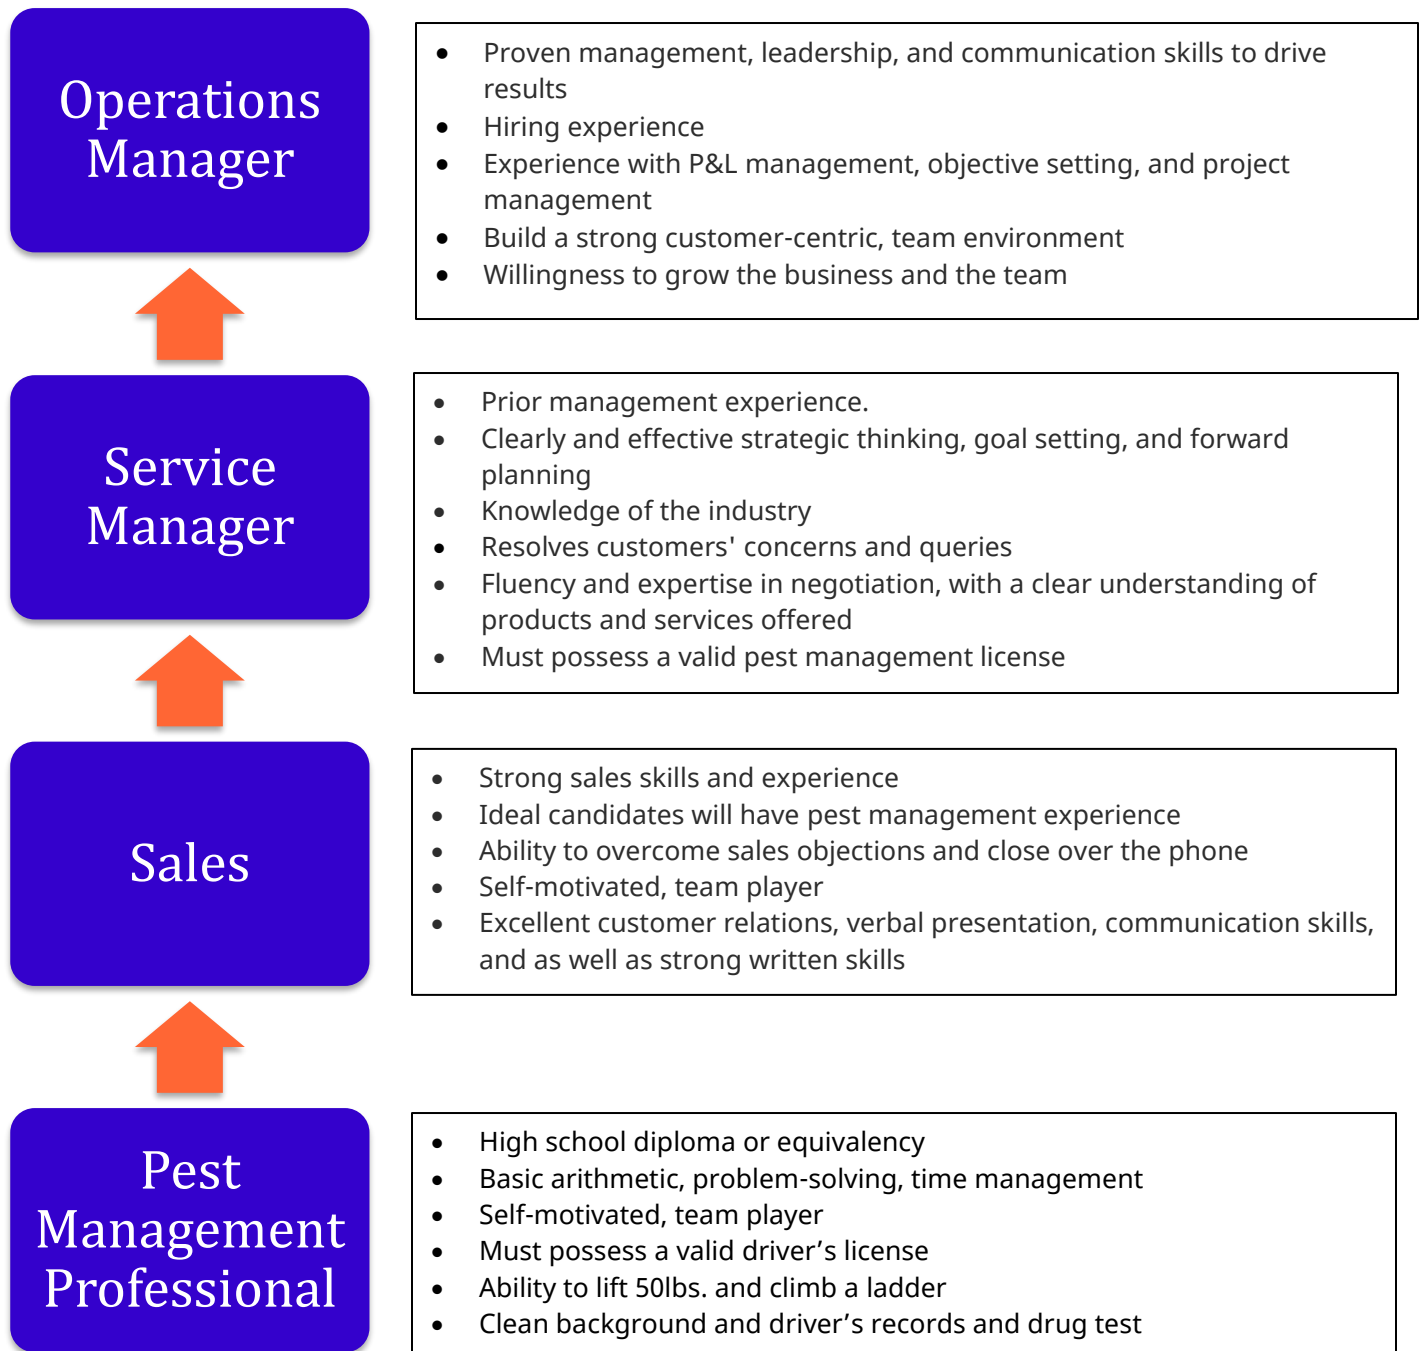 Operations
Manager
• Proven management, leadership, and communication skills to drive
results
• Hiring experience
• Experience with P&L management, objective setting, and project
management
• Build a strong customer-centric, team environment
• Willingness to grow the business and the team
Service
Manager
• Prior management experience.
• Clearly and effective strategic thinking, goal setting, and forward
planning
• Knowledge of the industry
• Resolves customers' concerns and queries
• Fluency and expertise in negotiation, with a clear understanding of
products and services offered
• Must possess a valid pest management license
Sales
• Strong sales skills and experience
• Ideal candidates will have pest management experience
• Ability to overcome sales objections and close over the phone
• Self-motivated, team player
• Excellent customer relations, verbal presentation, communication skills,
and as well as strong written skills
Pest
Management
Professional
• High school diploma or equivalency
• Basic arithmetic, problem-solving, time management
• Self-motivated, team player
• Must possess a valid driver’s license
• Ability to lift 50lbs. and climb a ladder
• Clean background and driver’s records and drug test